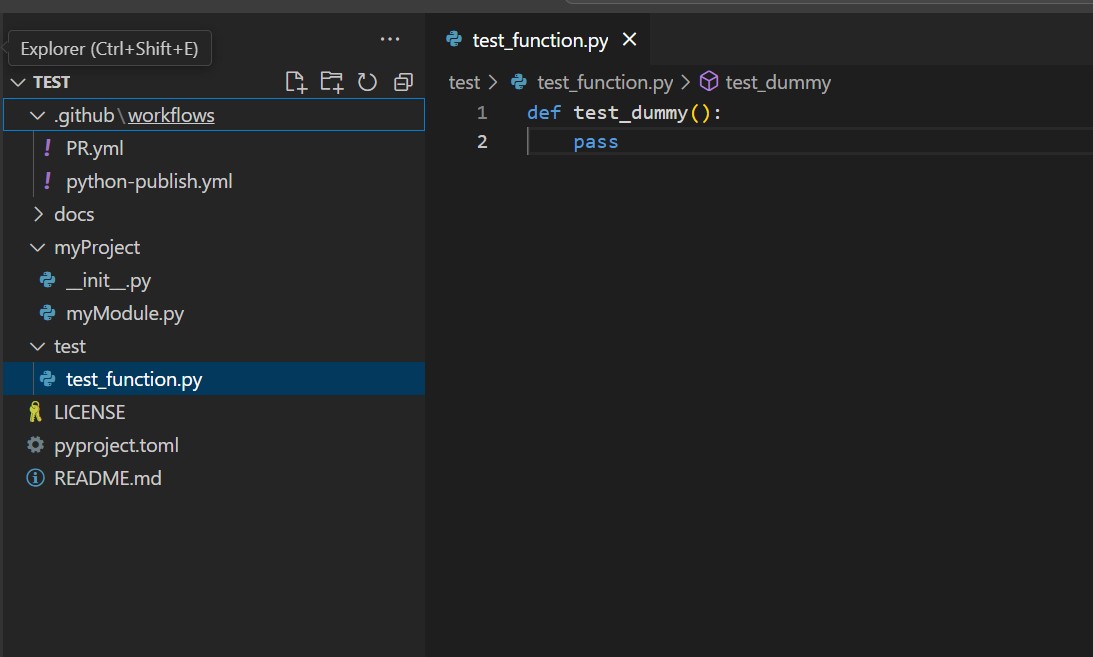 Explorer (Ctrl+Shift+E)
TEST
.github\workflows
PR.yml
python-publish.yml
docs
myProject
__init__.py
myModule.py
test
test_function.py
LICENSE
pyproject.toml
README.md
test_function.py
test > test_function.py > test_dummy
1 def test_dummy():
2 pass